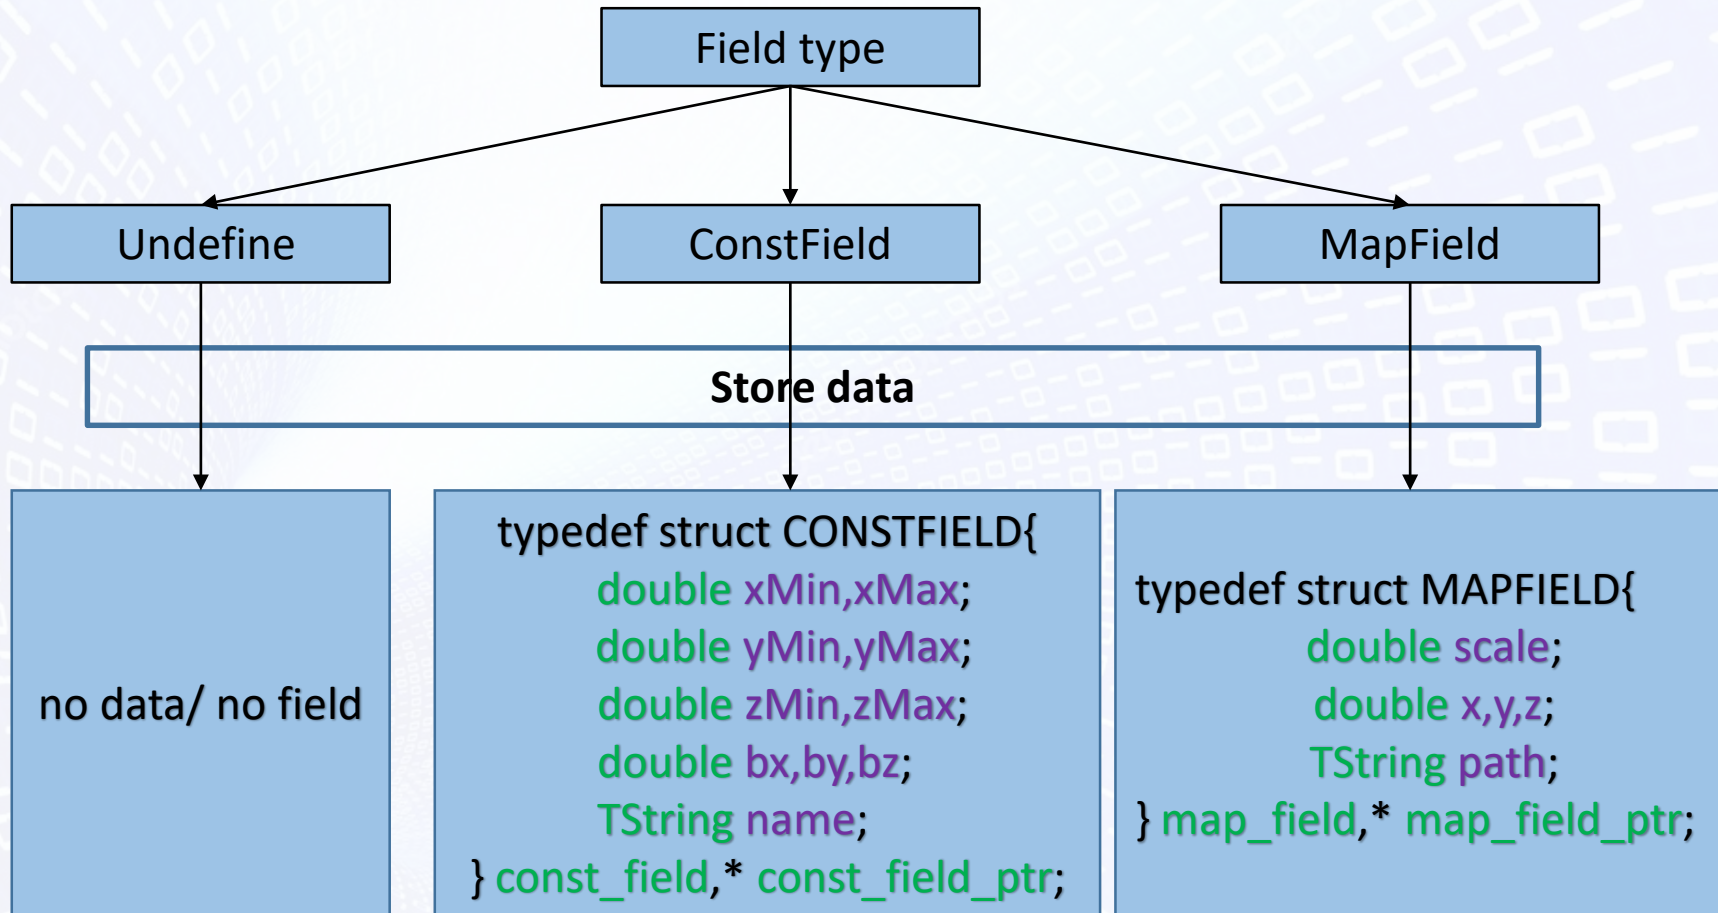 Field type
Undefine
ConstField
MapField
Store data
no data/ no field
typedef struct CONSTFIELD{
double xMin,xMax;
double yMin,yMax;
double zMin,zMax;
double bx,by,bz;
TString name;
} const_field,* const_field_ptr;
typedef struct MAPFIELD{
double scale;
double x,y,z;
TString path;
} map_field,* map_field_ptr;